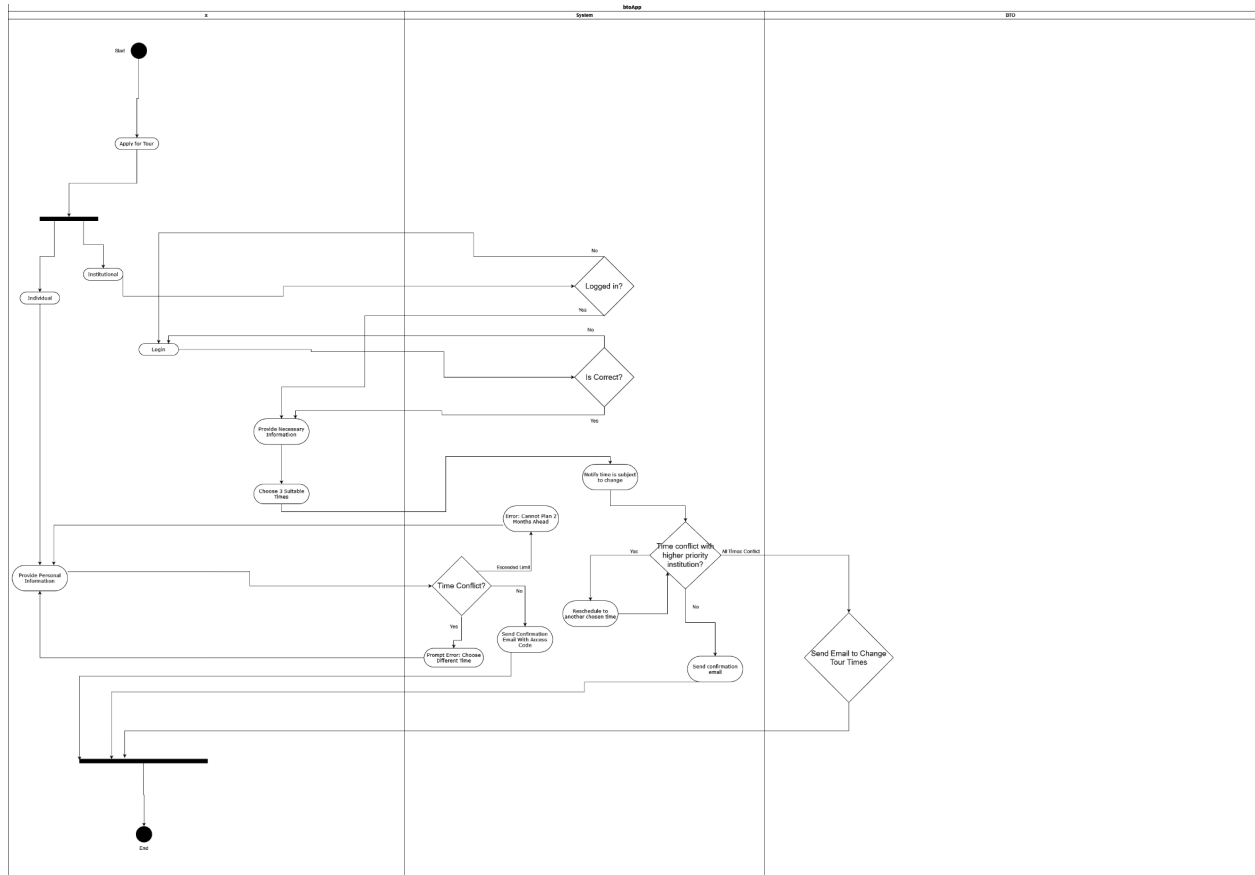 btoApp
x
System
BTO
Start
Apply for Tour
No
Institutional
Logged in?
Individual
Yes
No
Login
Is Correct?
Yes
Provide Necessary
Information
Notify time is subject
to change
Choose 3 Suitable
Times
Error: Cannot Plan 2
Months Ahead
Time conflict with
higher priority
institution?
Yes
All Times Conflict
Exceeded Limit
Provide Personal
Information
Time Conflict?
No
Reschedule to
another chosen time
No
Yes
Send Confirmation
Email With Access
Code
Prompt Error: Choose
Different Time
Send confirmation
email
Send Email to Change
Tour Times
End